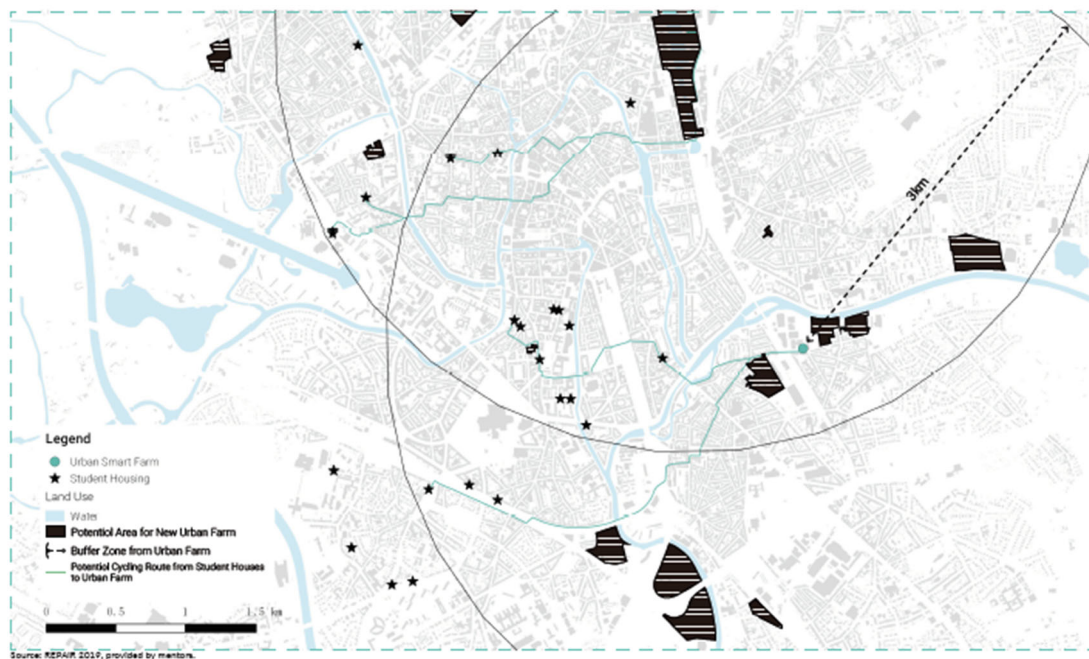 3km
Legend
Urban Smart Farm
Student Housing
Land Use
Water
Potential Area for New Urban Farm
Buffer Zone from Urban Farm
Potential Cycling Route from Student Houses
to Urban Farm
0 0.5 1 1.5 km
Source: REPAIR 2019, provided by mentors.